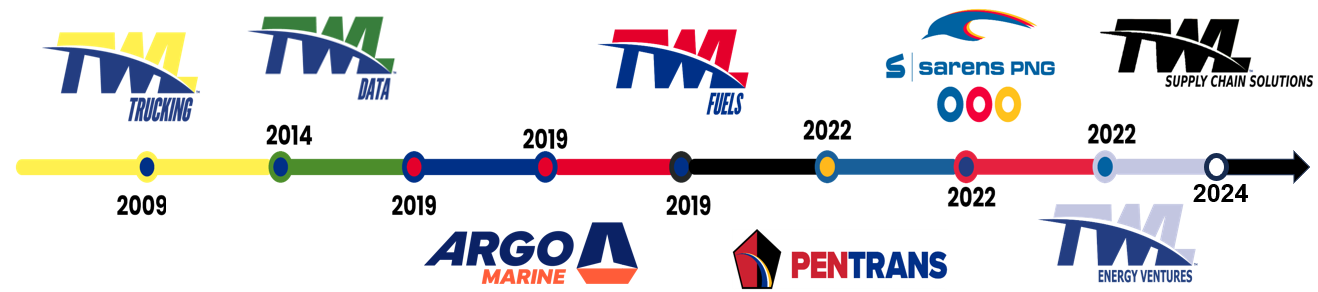 TWL
TRUCKING
TWL
DATA
TWL
FUELS
S | sarens PNG
TWL
SUPPLY CHAIN SOLUTIONS
2014
2019
2022
2022
2009
2019
2019
2022
2024
ARGO
MARINE
PENTRANS
TWL
ENERGY VENTURES